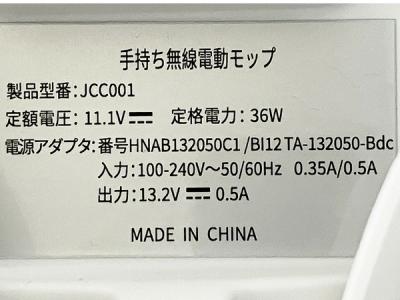 手持ち無線電動モップ
製品型番:JCC001
定額電圧: 11.1V⎓ 定格電力: 36W
電源アダプタ:番号HNAB132050C1 /BI12 TA-132050-Bdc
入力:100-240V～50/60Hz 0.35A/0.5A
出力:13.2V⎓0.5A
MADE IN CHINA